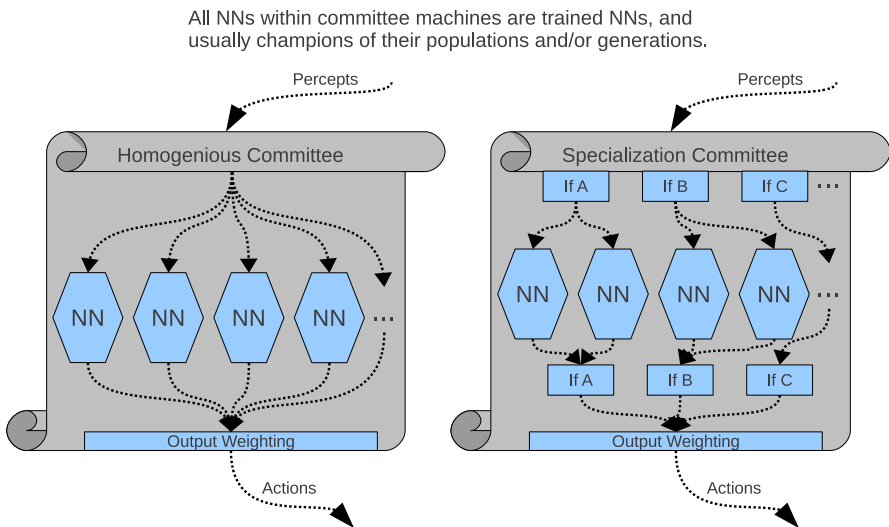 All NNs within committee machines are trained NNs, and
usually champions of their populations and/or generations.
Percepts
Homogenious Committee
NN NN NN NN ...
Output Weighting
Actions
Percepts
Specialization Committee
If A If B If C ...
NN NN NN NN ...
If A If B If C
Output Weighting
Actions